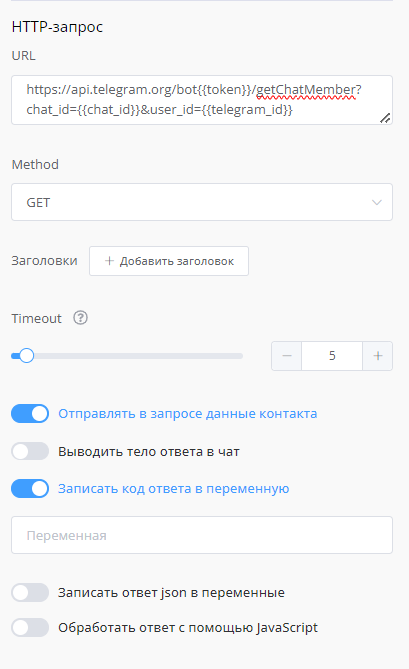 HTTP-запрос
URL
https://api.telegram.org/bot{{token}}/getChatMember?
chat_id={{chat_id}}&user_id={{telegram_id}}
Method
GET
Заголовки + Добавить заголовок
Timeout ?
− 5 +
Отправлять в запросе данные контакта
Выводить тело ответа в чат
Записать код ответа в переменную
Переменная
Записать ответ json в переменные
Обработать ответ с помощью JavaScript